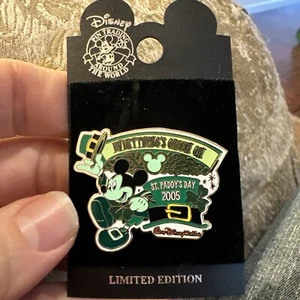 Disney
PIN TRADING
AROUND
THE WORLD
EVERYTHING'S GREEN ON
ST. PADDY'S DAY
2005
Walt Disney World
LIMITED EDITION